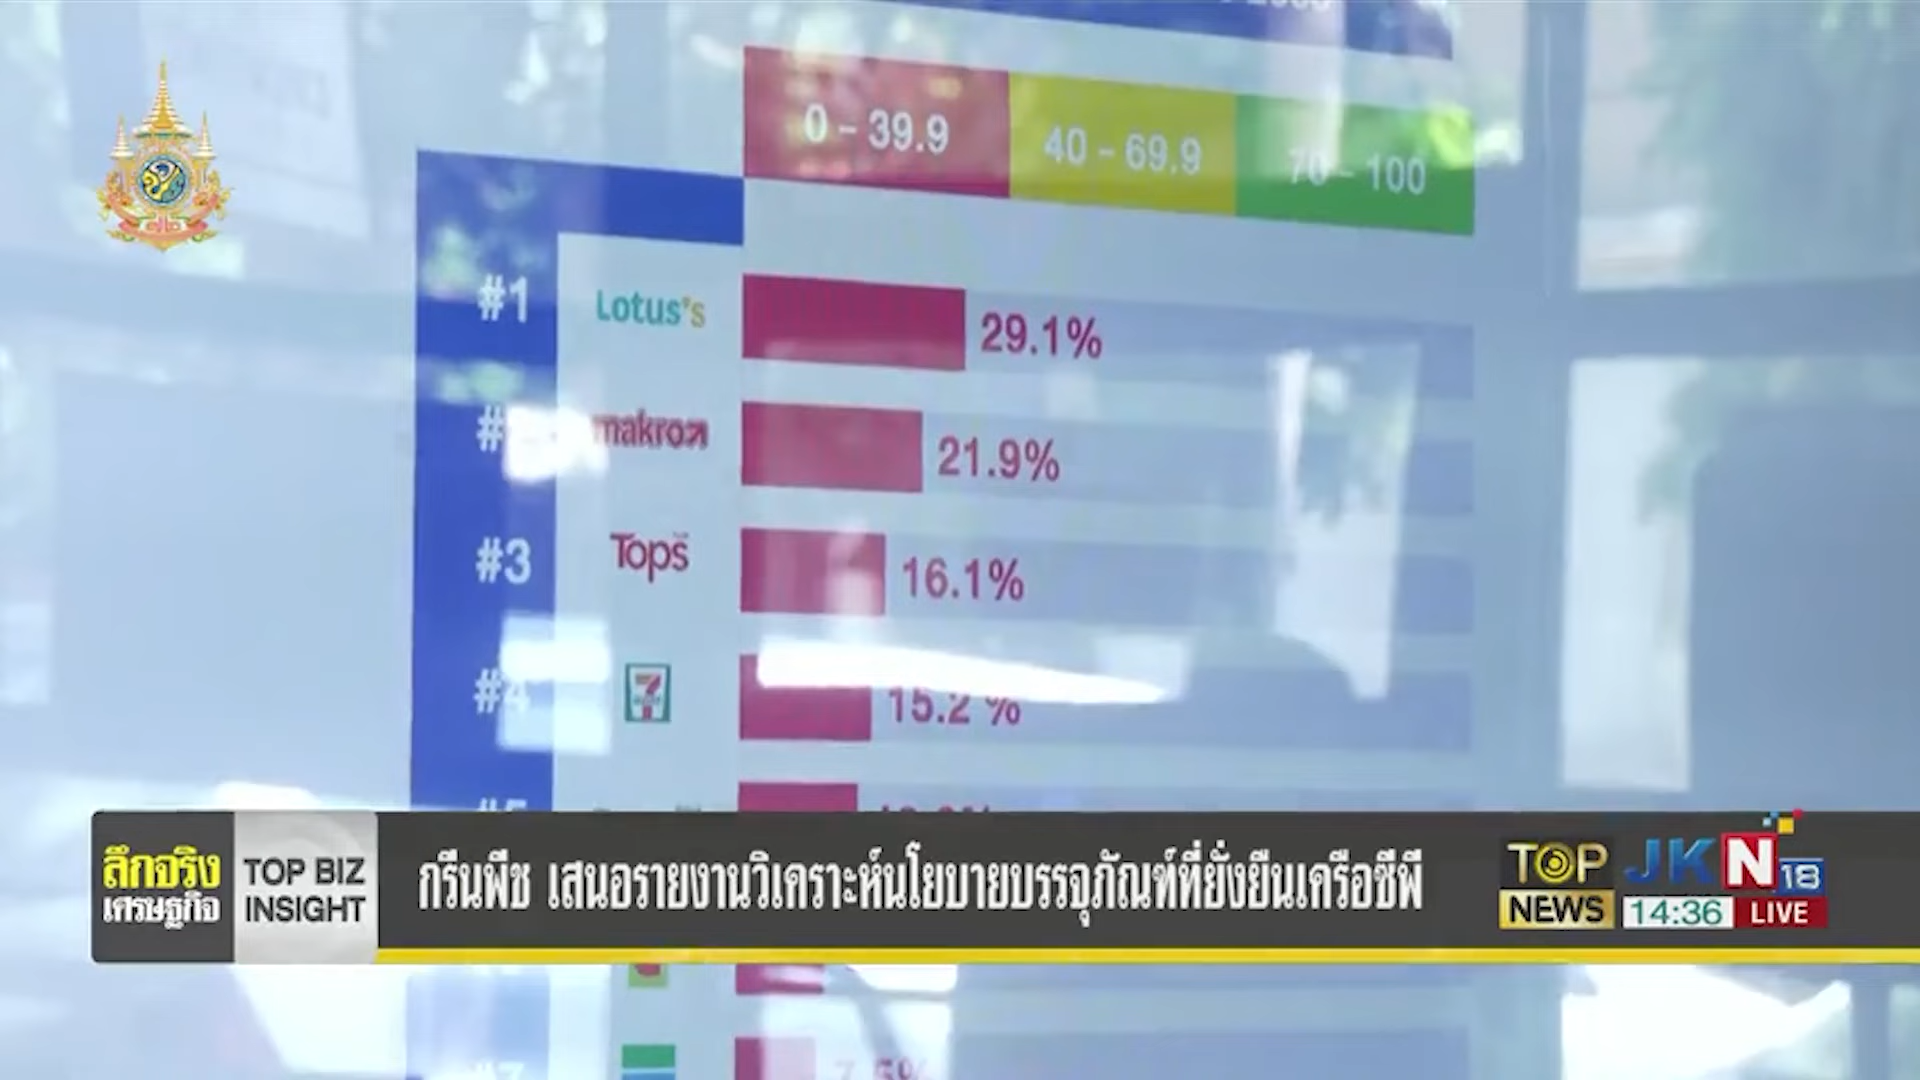 0 - 39.9
40 - 69.9
70 - 100
#1 Lotus's 29.1%
makro 21.9%
#3 Tops 16.1%
#4 7 15.2 %
ลึกจริง
เศรษฐกิจ
TOP BIZ
INSIGHT
กรีนพีซ เสนอรายงานวิเคราะห์นโยบายบรรจุภัณฑ์ที่ยั่งยืนเครือซีพี
TOP
NEWS
JKN 18
14:36 LIVE